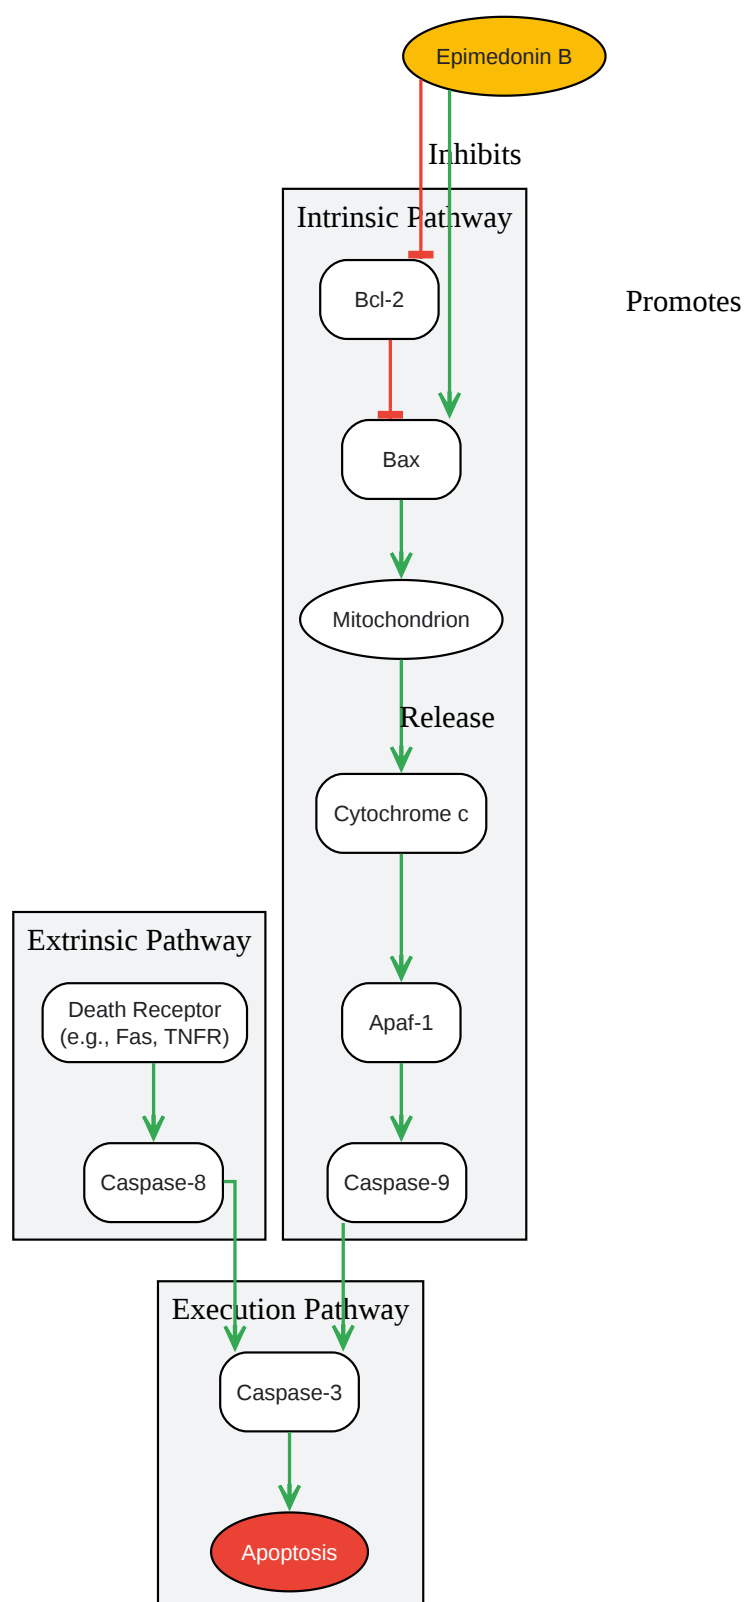 Epimedonin B
Inhibits
Intrinsic Pathway
Bcl-2
Promotes
Bax
Mitochondrion
Release
Cytochrome c
Extrinsic Pathway
Death Receptor
(e.g., Fas, TNFR)
Apaf-1
Caspase-8
Caspase-9
Execution Pathway
Caspase-3
Apoptosis